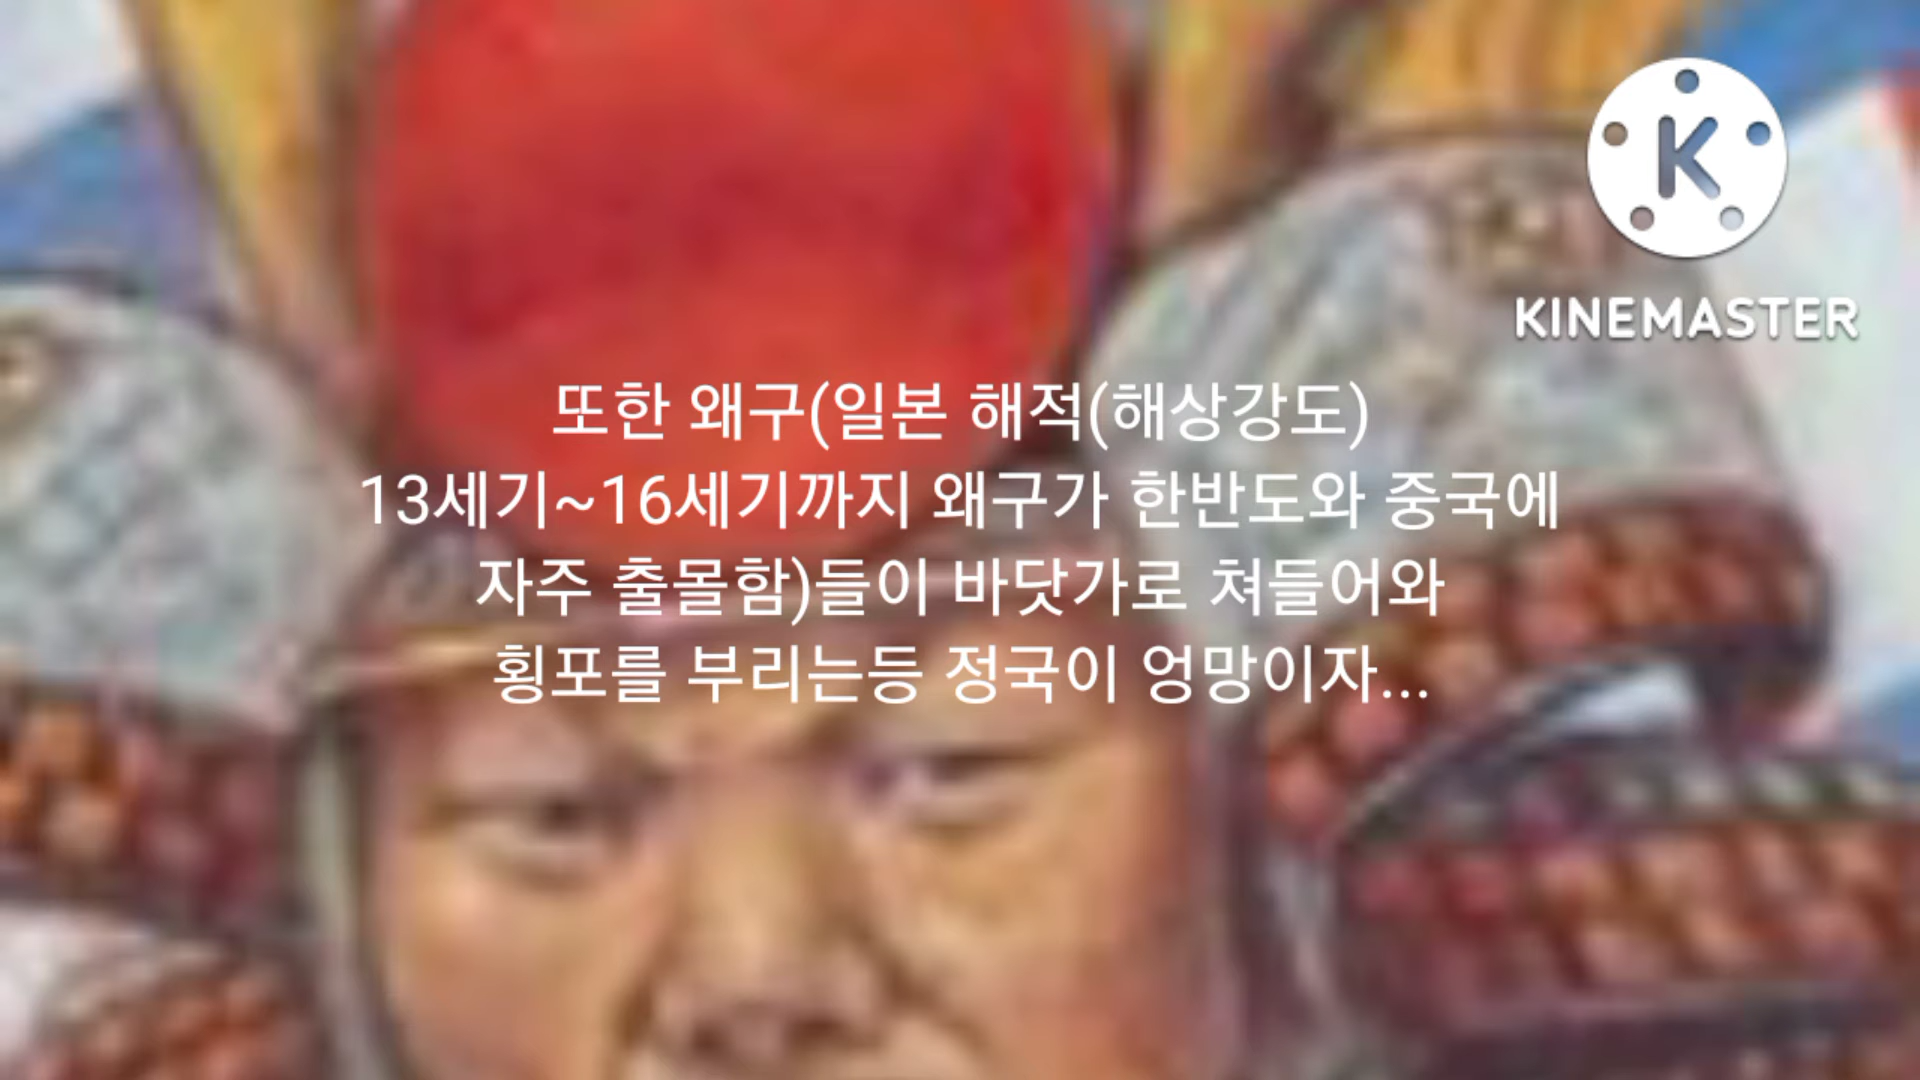 KINEMASTER
또한 왜구(일본 해적(해상강도)
13세기~16세기까지 왜구가 한반도와 중국에
자주 출몰함)들이 바닷가로 쳐들어와
횡포를 부리는등 정국이 엉망이자...